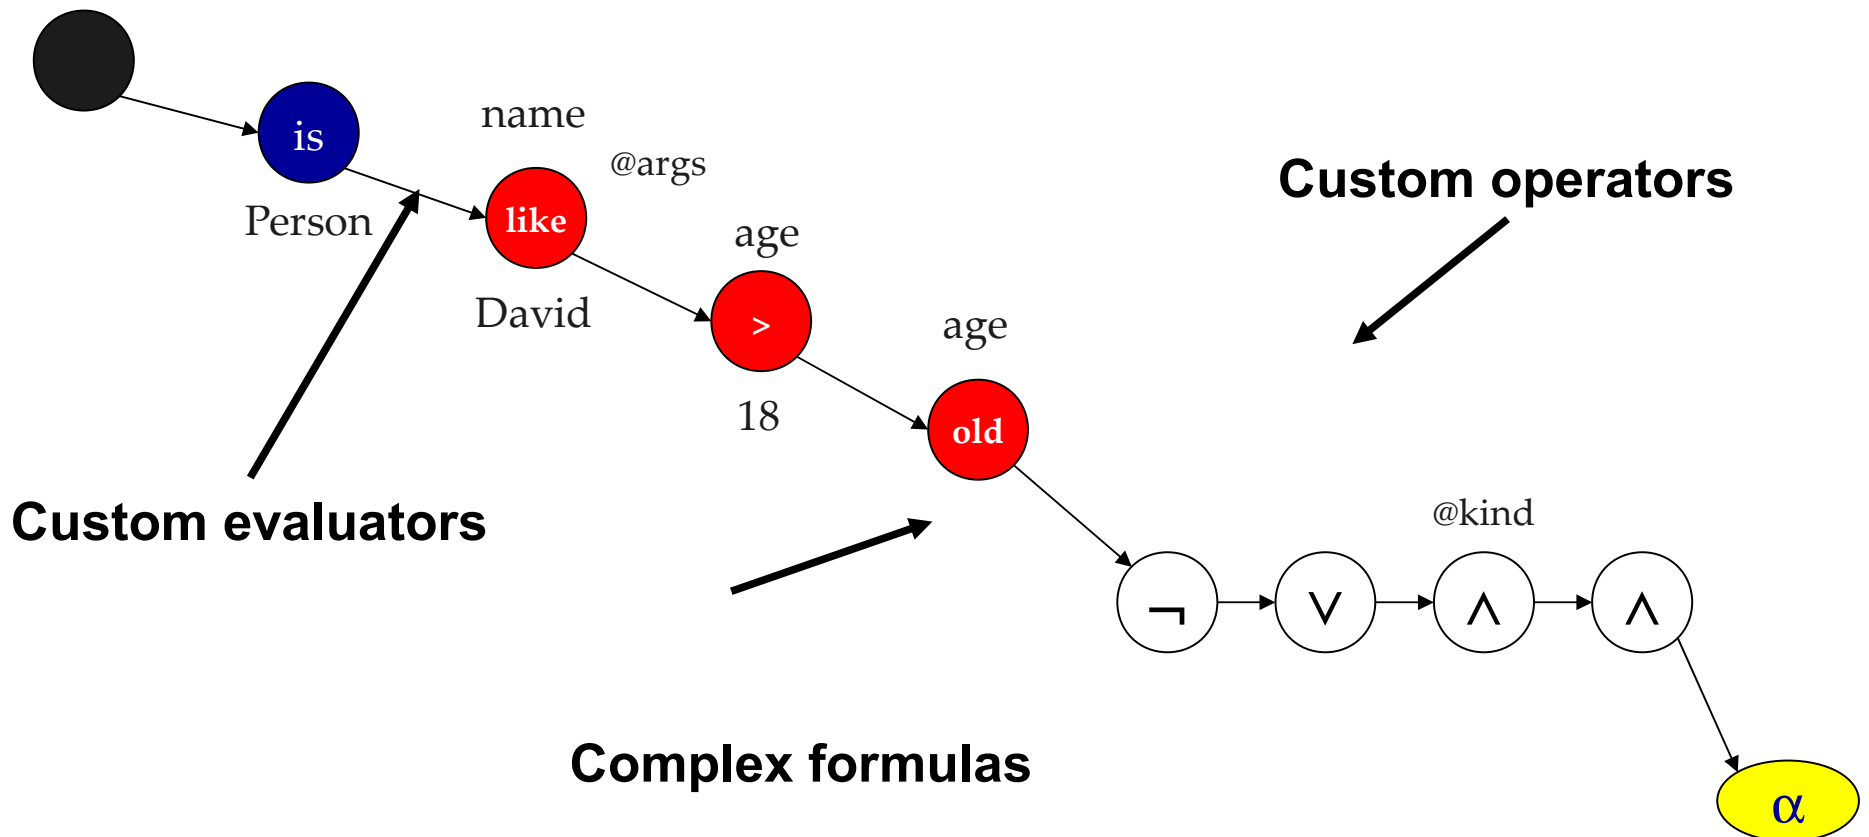 is
Person
name
@args
like
David
age
>
18
age
old
Custom operators
Custom evaluators
@kind
¬
∨
∧
∧
Complex formulas
α